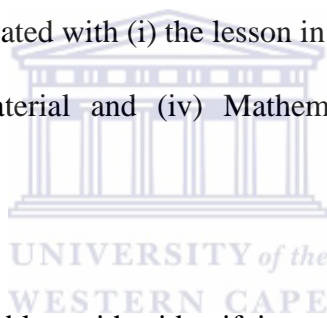 ated with (i) the lesson in
aterial and (iv) Mathem
UNIVERSITY of the
WESTERN CAPE